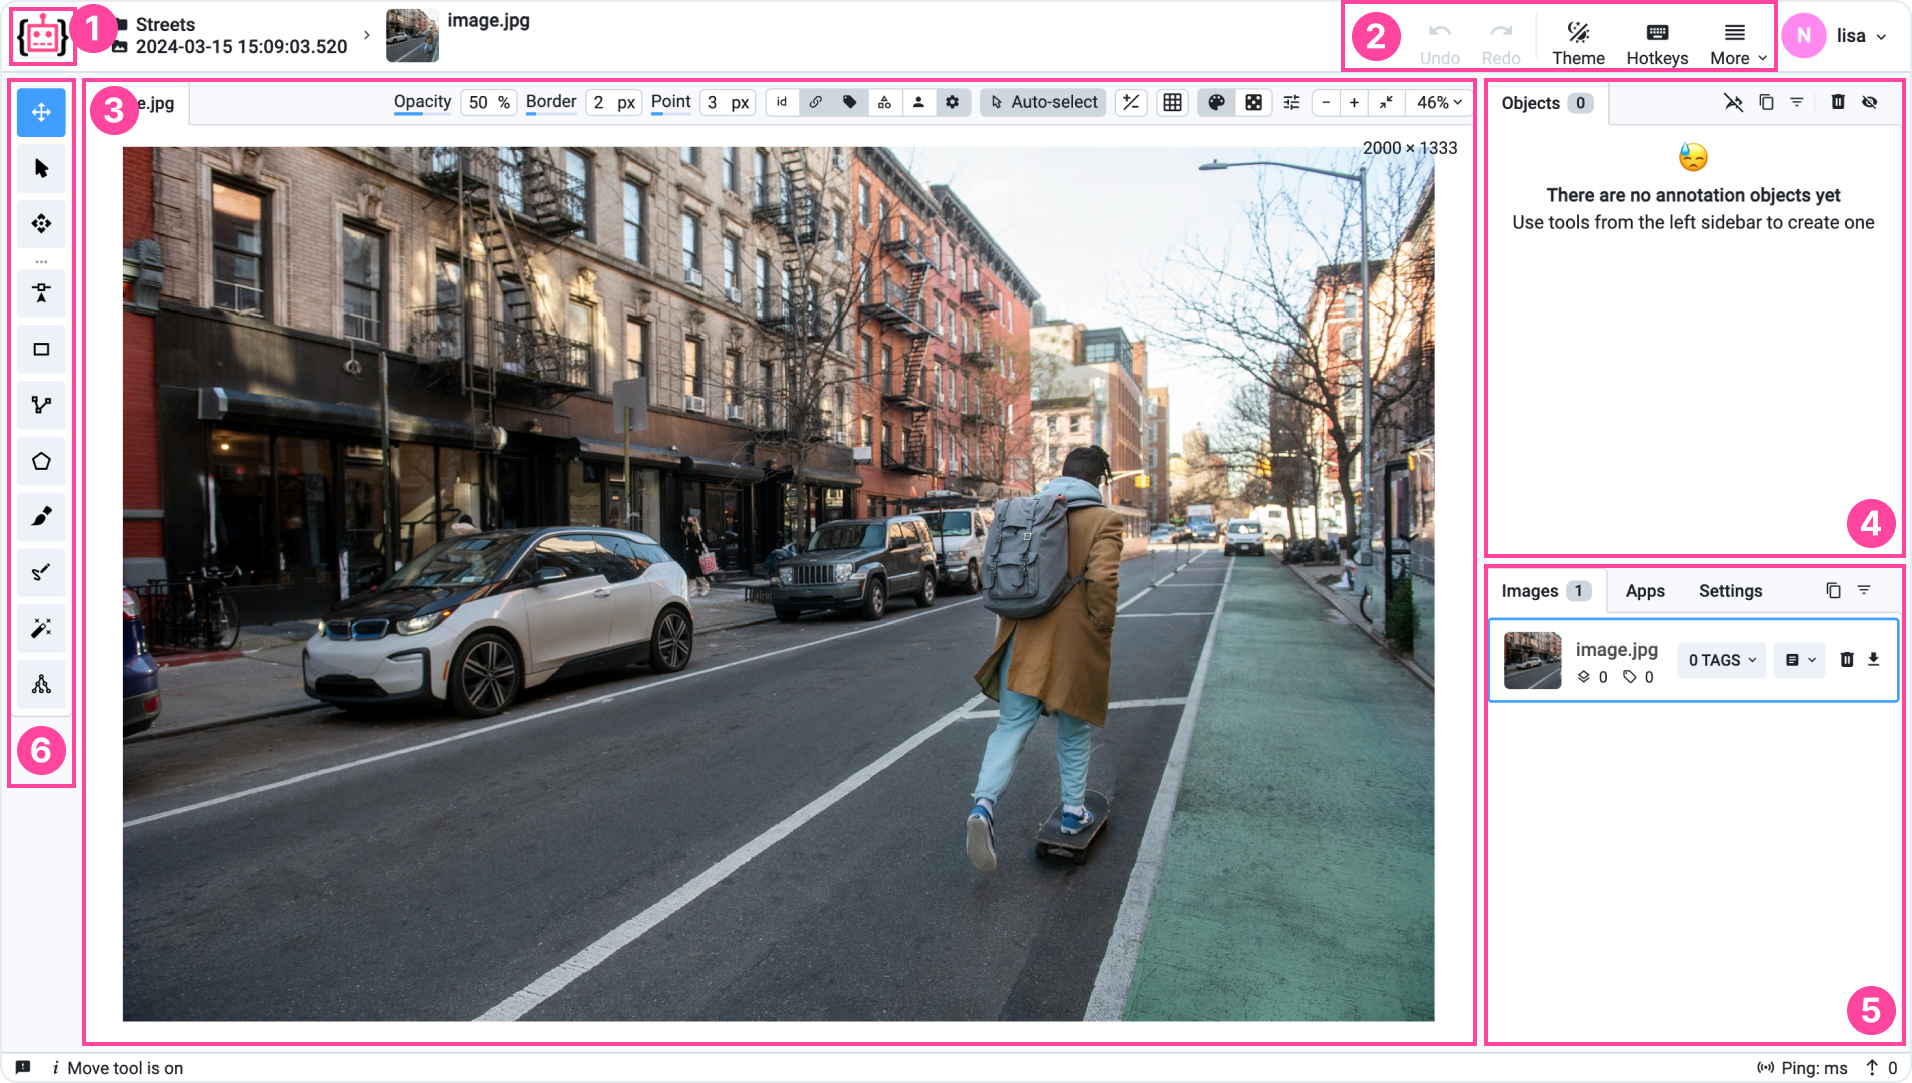 1
Streets
2024-03-15 15:09:03.520
image.jpg
2
Undo
Redo
Theme
Hotkeys
More
N
lisa
3
e.jpg
Opacity
50 %
Border
2 px
Point
3 px
id
Auto-select
46%
2000 × 1333
Objects 0
There are no annotation objects yet
Use tools from the left sidebar to create one
4
Images 1
Apps
Settings
image.jpg
0 0
0 TAGS
5
6
i Move tool is on
Ping: ms
0